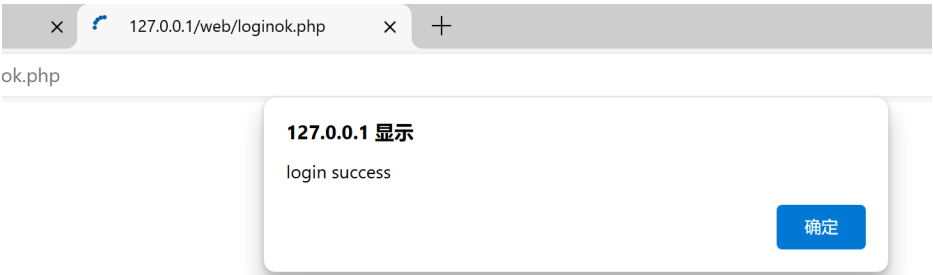 127.0.0.1/web/loginok.php
ok.php
127.0.0.1 显示
login success
确定